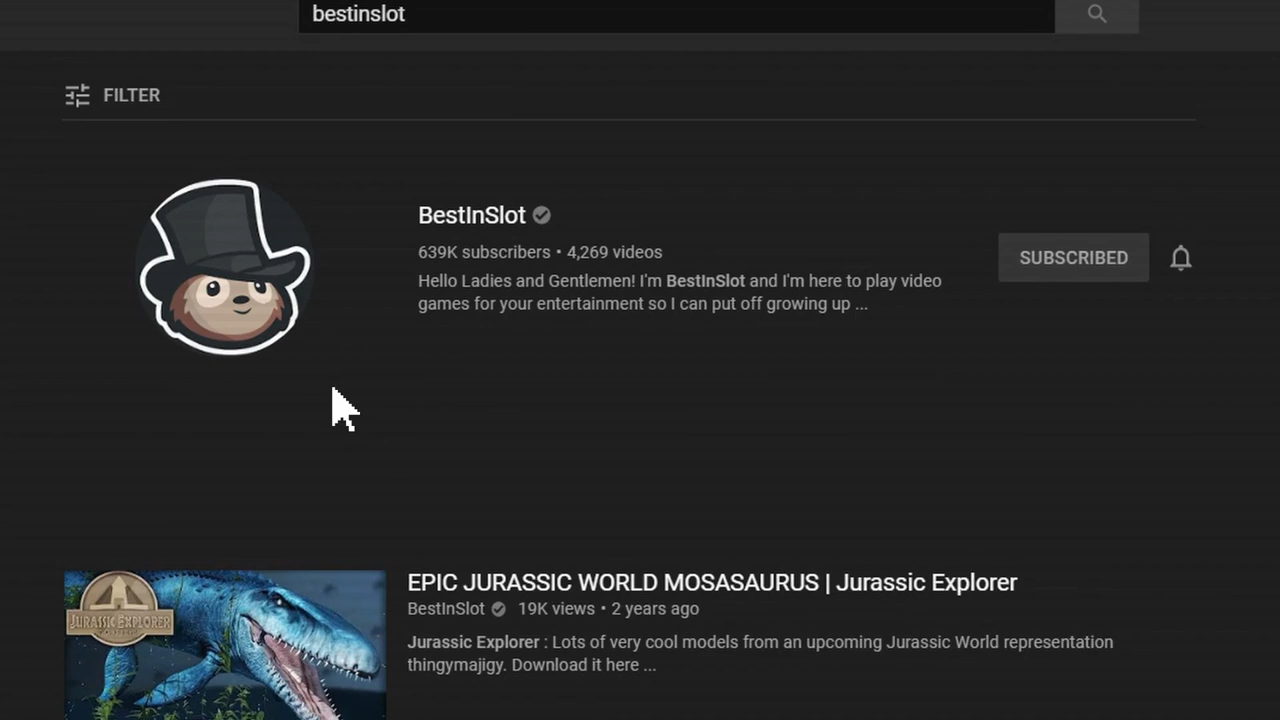 bestinslot
FILTER
BestInSlot
639K subscribers • 4,269 videos
SUBSCRIBED
Hello Ladies and Gentlemen! I'm BestInSlot and I'm here to play video
games for your entertainment so I can put off growing up ...
EPIC JURASSIC WORLD MOSASAURUS | Jurassic Explorer
BestInSlot 19K views • 2 years ago
JURASSIC EXPLORER
Jurassic Explorer : Lots of very cool models from an upcoming Jurassic World representation
thingymajigy. Download it here ...